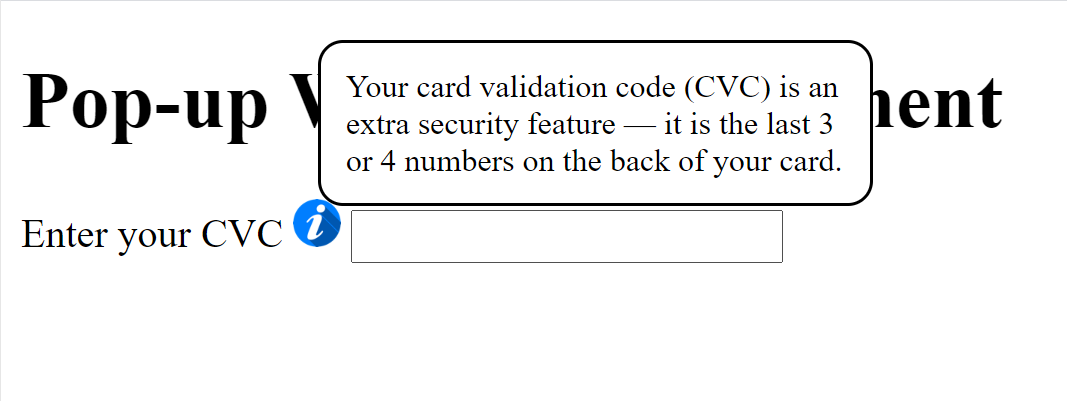 Pop-up
Your card validation code (CVC) is an
extra security feature — it is the last 3
or 4 numbers on the back of your card.
Enter your CVC